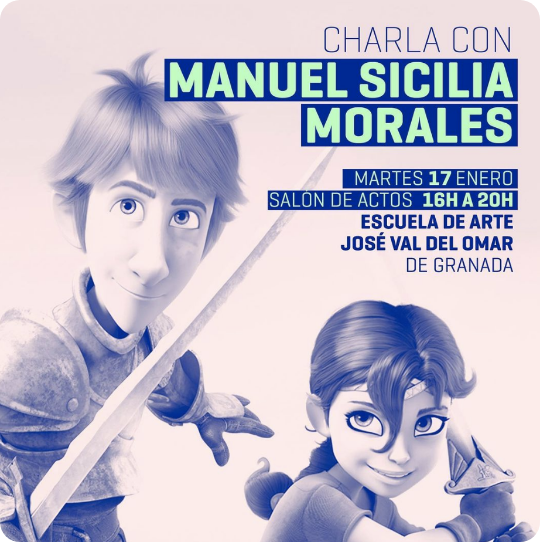 CHARLA CON
MANUEL SICILIA
MORALES
MARTES 17 ENERO
SALÓN DE ACTOS 16H A 20H
ESCUELA DE ARTE
JOSÉ VAL DEL OMAR
DE GRANADA